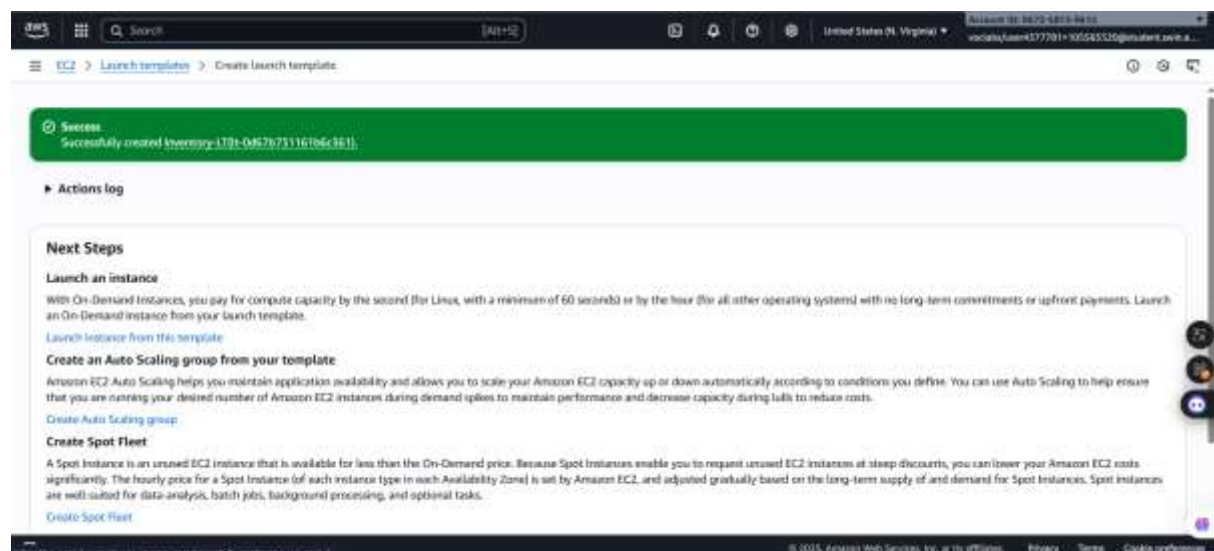 aws
Search
[Alt+S]
United States (N. Virginia)
EC2 > Launch templates > Create launch template
Success
Successfully created Inventory-LT
Actions log
Next Steps
Launch an instance
With On-Demand Instances, you pay for compute capacity by the second (for Linux, with a minimum of 60 seconds) or by the hour (for all other operating systems) with no long-term commitments or upfront payments. Launch
an On-Demand Instance from your launch template.
Launch instance from this template
Create an Auto Scaling group from your template
Amazon EC2 Auto Scaling helps you maintain application availability and allows you to scale your Amazon EC2 capacity up or down automatically according to conditions you define. You can use Auto Scaling to help ensure
that you are running your desired number of Amazon EC2 instances during demand spikes to maintain performance and decrease capacity during lulls to reduce costs.
Create Auto Scaling group
Create Spot Fleet
A Spot Instance is an unused EC2 instance that is available for less than the On-Demand price. Because Spot Instances enable you to request unused EC2 instances at steep discounts, you can lower your Amazon EC2 costs
significantly. The hourly price for a Spot Instance (of each instance type in each Availability Zone) is set by Amazon EC2, and adjusted gradually based on the long-term supply of and demand for Spot Instances. Spot instances
are well-suited for data-analysis, batch jobs, background processing, and optional tasks.
Create Spot Fleet
© 2025, Amazon Web Services, Inc. or its affiliates. Privacy Terms Cookie preferences